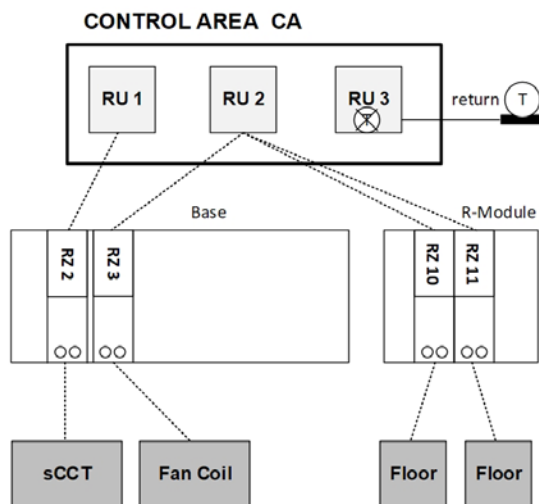 CONTROL AREA CA
RU 1
RU 2
RU 3
T
return
T
Base
R-Module
RZ 2
RZ 3
RZ 10
RZ 11
sCCT
Fan Coil
Floor
Floor